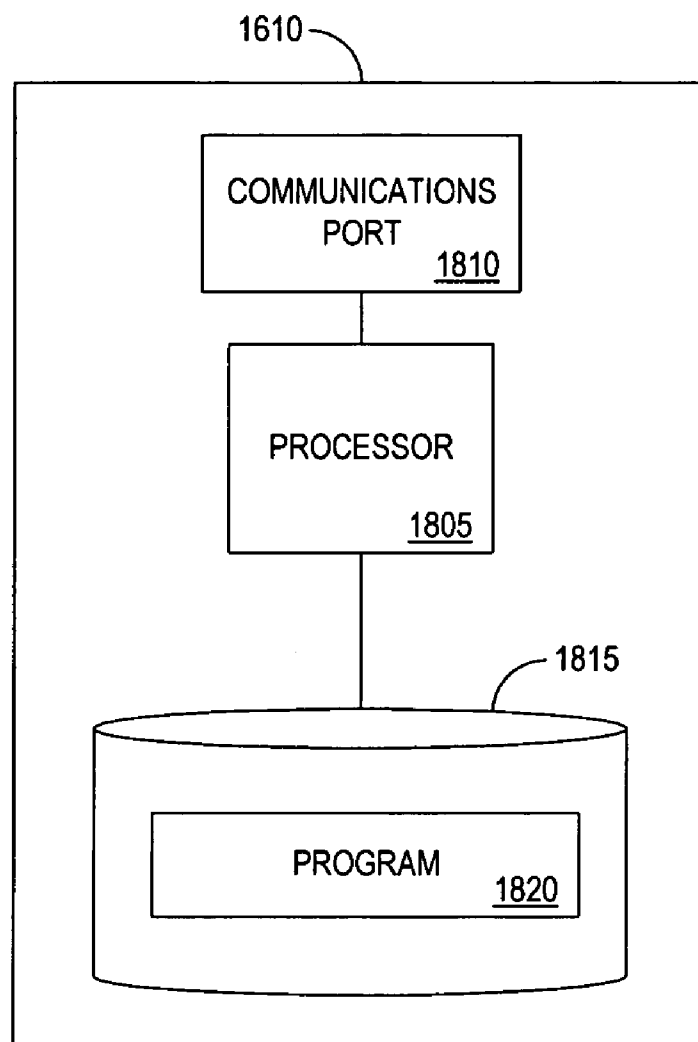 1610
COMMUNICATIONS
PORT
1810
PROCESSOR
1805
1815
PROGRAM
1820